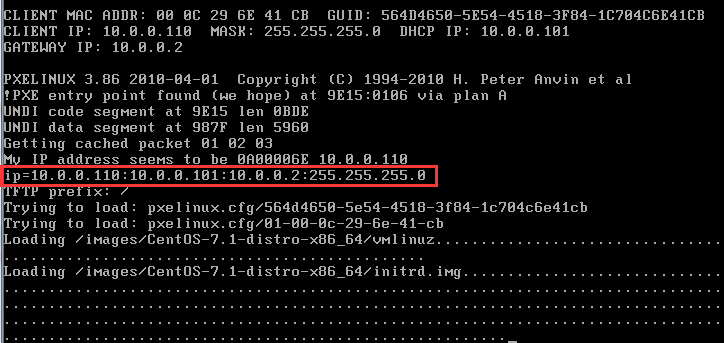 CLIENT MAC ADDR: 00 0C 29 6E 41 CB  GUID: 564D4650-5E54-4518-3F84-1C704C6E41CB
CLIENT IP: 10.0.0.110  MASK: 255.255.255.0  DHCP IP: 10.0.0.101
GATEWAY IP: 10.0.0.2
PXELINUX 3.86 2010-04-01  Copyright (C) 1994-2010 H. Peter Anvin et al
!PXE entry point found (we hope) at 9E15:0106 via plan A
UNDI code segment at 9E15 len 0BDE
UNDI data segment at 987F len 5960
Getting cached packet 01 02 03
My IP address seems to be 0A00006E 10.0.0.110
ip=10.0.0.110:10.0.0.101:10.0.0.2:255.255.255.0
TFTP prefix: /
Trying to load: pxelinux.cfg/564d4650-5e54-4518-3f84-1c704c6e41cb
Trying to load: pxelinux.cfg/01-00-0c-29-6e-41-cb
Loading /images/CentOS-7.1-distro-x86_64/vmlinuz....................................
.....................................................
Loading /images/CentOS-7.1-distro-x86_64/initrd.img.................................
................................................................................
................................................................................
................................................................................
...............................................................